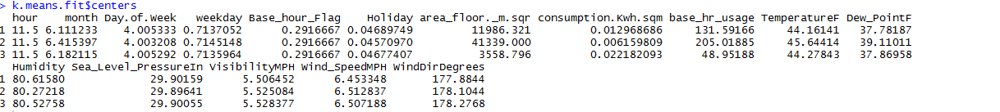 > k.means.fit$centers
  hour    month Day.of.Week   weekday Base_hour_Flag    Holiday area_floor._m.sqr consumption.Kwh.sqm base_hr_usage TemperatureF Dew_PointF
1 11.5 6.111233    4.005333 0.7137052      0.2916667 0.04689749         11986.321         0.012968686     131.59166     44.16141   37.78187
2 11.5 6.415397    4.003208 0.7145148      0.2916667 0.04570970         41339.000         0.006159809     205.01885     45.64414   39.11011
3 11.5 6.182115    4.005292 0.7135964      0.2916667 0.04677407          3558.796         0.022182093      48.95188     44.27843   37.86958
  Humidity Sea_Level_PressureIn VisibilityMPH Wind_SpeedMPH WindDirDegrees
1 80.61580             29.90159      5.506452      6.453348       177.8844
2 80.27218             29.89641      5.525084      6.512837       178.1044
3 80.52758             29.90055      5.528377      6.507188       178.2768